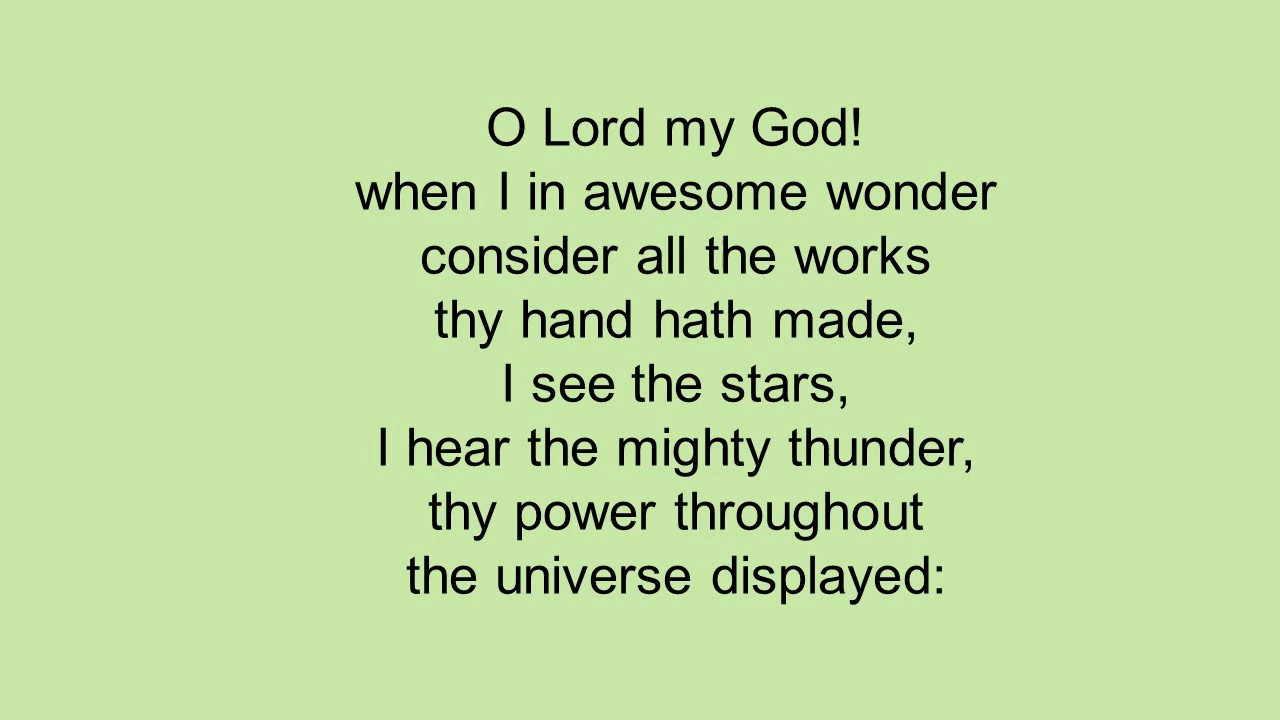 O Lord my God!
when I in awesome wonder
consider all the works
thy hand hath made,
I see the stars,
I hear the mighty thunder,
thy power throughout
the universe displayed: